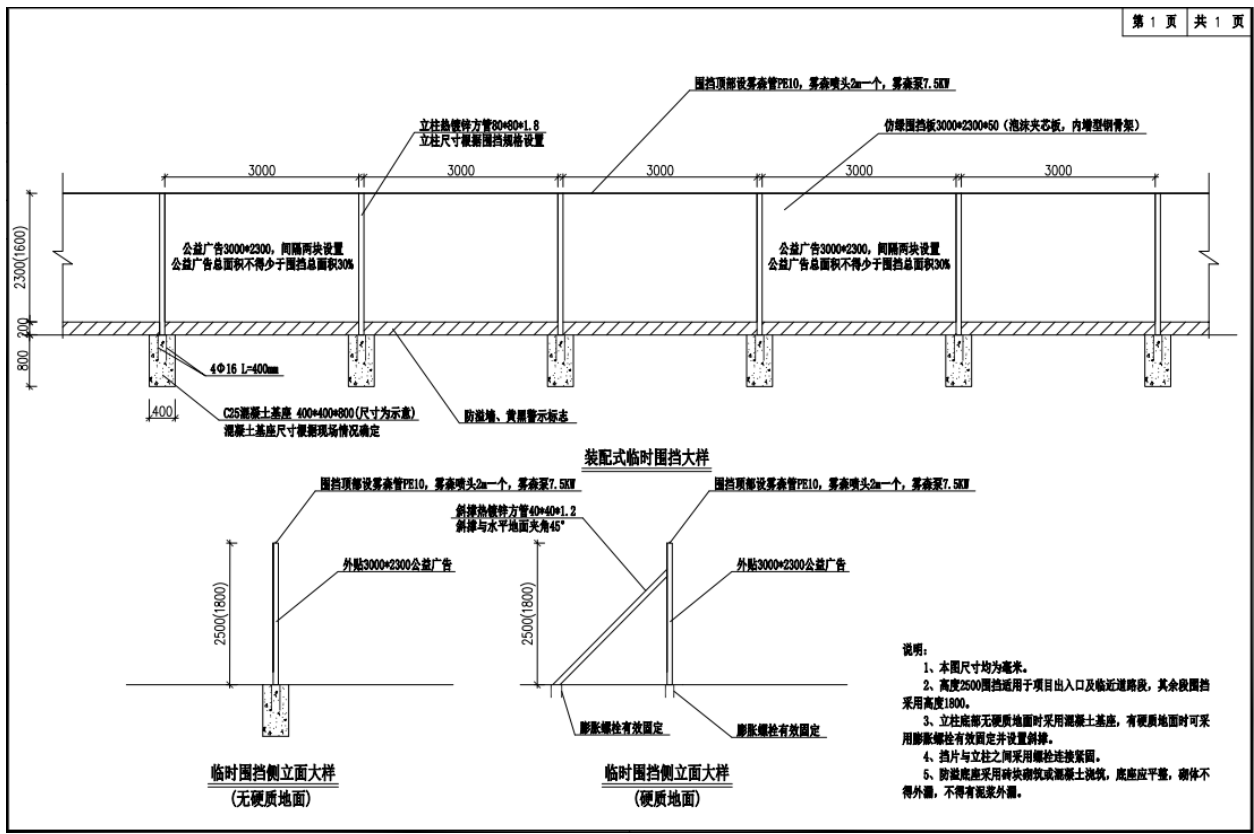 第 1 页 共 1 页
围挡顶部设雾森管PE10，雾森喷头2m一个，雾森泵7.5KW
立柱热镀锌方管80*80*1.8
立柱尺寸根据围挡规格设置
仿绿围挡板3000*2300*50（泡沫夹芯板，内增型钢骨架）
3000 3000 3000 3000 3000
2300(1600)
公益广告3000*2300，间隔两块设置
公益广告总面积不得少于围挡总面积30%
公益广告3000*2300，间隔两块设置
公益广告总面积不得少于围挡总面积30%
200
800
4Φ16 L=400mm
400
C25混凝土基座 400*400*800(尺寸为示意)
混凝土基座尺寸根据现场情况确定
防溢墙、黄黑警示标志
装配式临时围挡大样
围挡顶部设雾森管PE10，雾森喷头2m一个，雾森泵7.5KW
外贴3000*2300公益广告
2500(1800)
临时围挡侧立面大样
(无硬质地面)
围挡顶部设雾森管PE10，雾森喷头2m一个，雾森泵7.5KW
斜撑热镀锌方管40*40*1.2
斜撑与水平地面夹角45°
外贴3000*2300公益广告
2500(1800)
膨胀螺栓有效固定
膨胀螺栓有效固定
临时围挡侧立面大样
(硬质地面)
说明：
1、本图尺寸均为毫米。
2、高度2500围挡适用于项目出入口及临近道路段，其余段围挡
采用高度1800。
3、立柱底部无硬质地面时采用混凝土基座，有硬质地面时可采
用膨胀螺栓有效固定并设置斜撑。
4、挡片与立柱之间采用螺栓连接紧固。
5、防溢底座采用砖块砌筑或混凝土浇筑，底座应平整，砌体不
得外漏，不得有泥浆外漏。